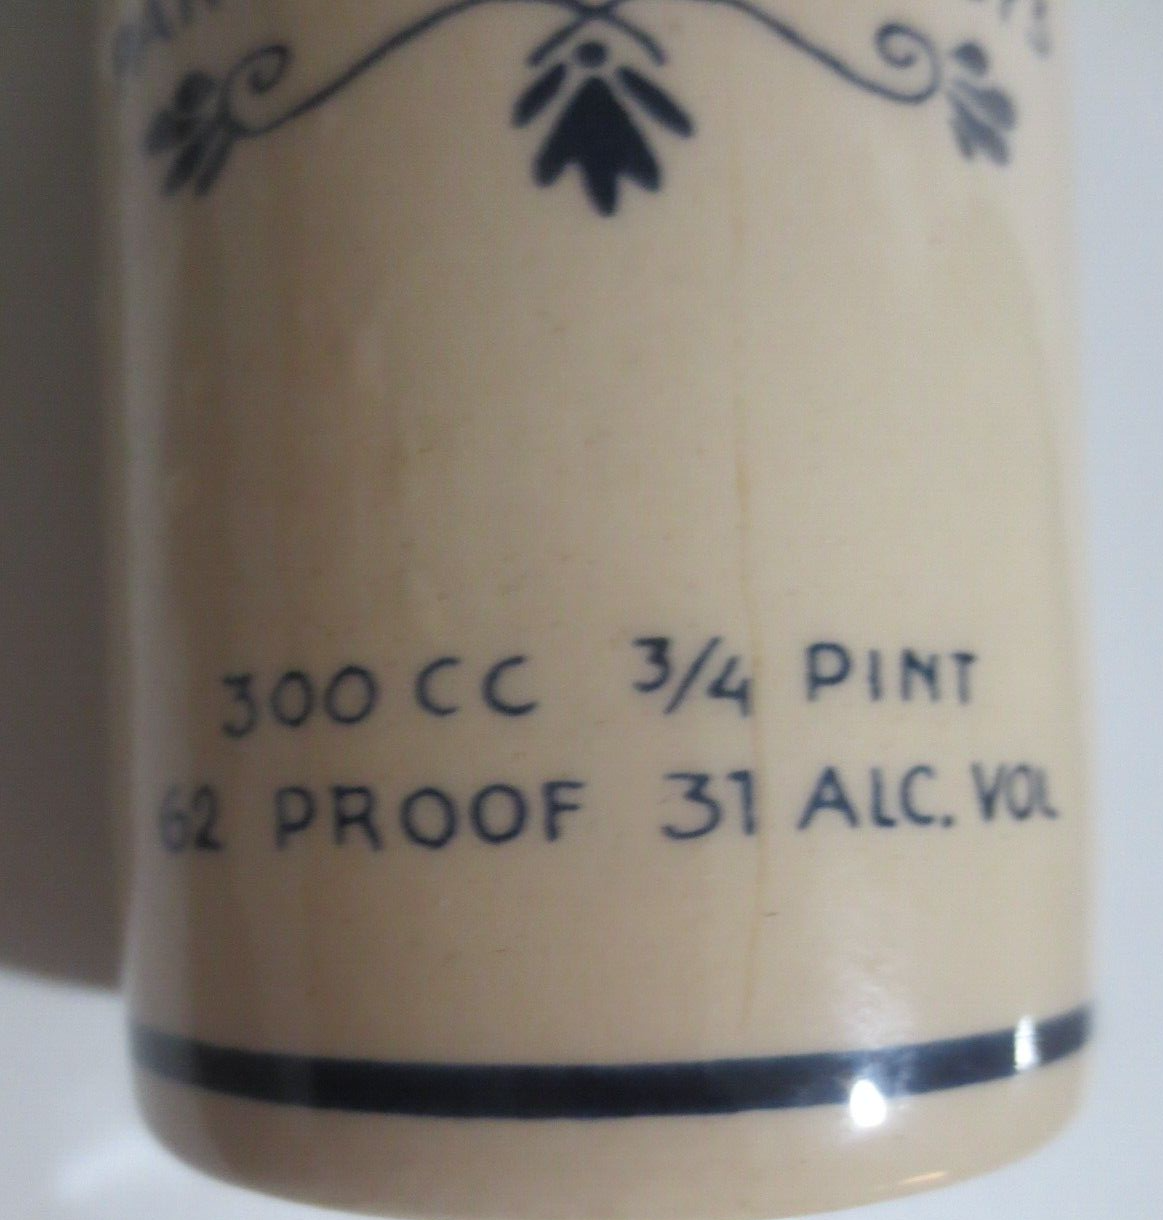 300 CC 3/4 PINT
62 PROOF 31 ALC. VOL